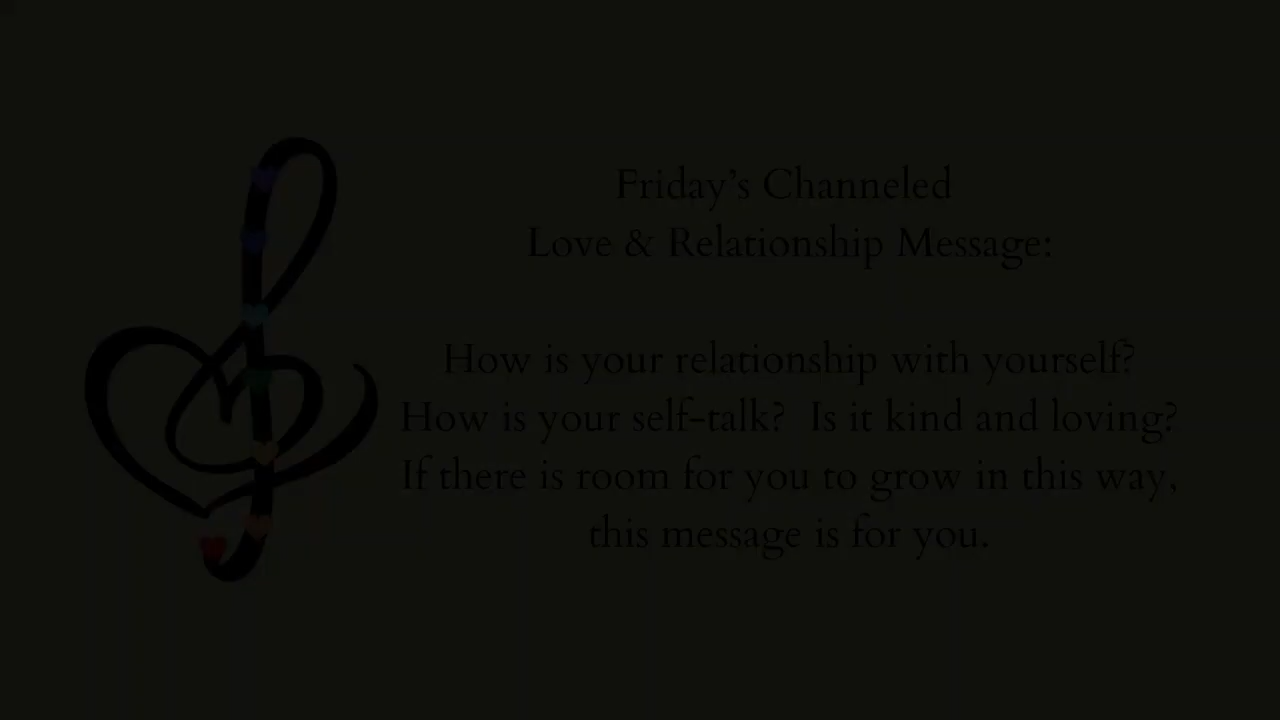 Friday’s Channeled
Love & Relationship Message:
How is your relationship with yourself?
How is your self-talk?  Is it kind and loving?
If there is room for you to grow in this way,
this message is for you.